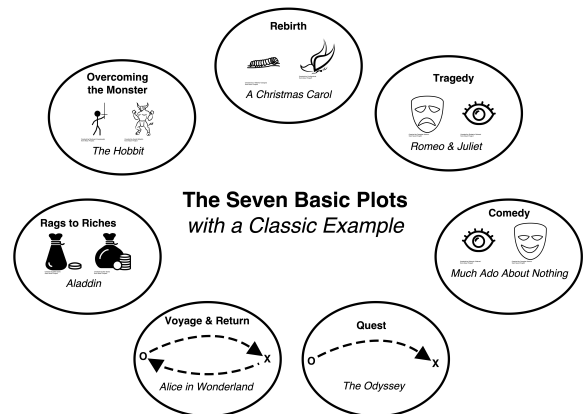 Rebirth
A Christmas Carol
Overcoming
the Monster
The Hobbit
Tragedy
Romeo & Juliet
The Seven Basic Plots
with a Classic Example
Rags to Riches
Aladdin
Comedy
Much Ado About Nothing
Voyage & Return
O
X
Alice in Wonderland
Quest
O
X
The Odyssey